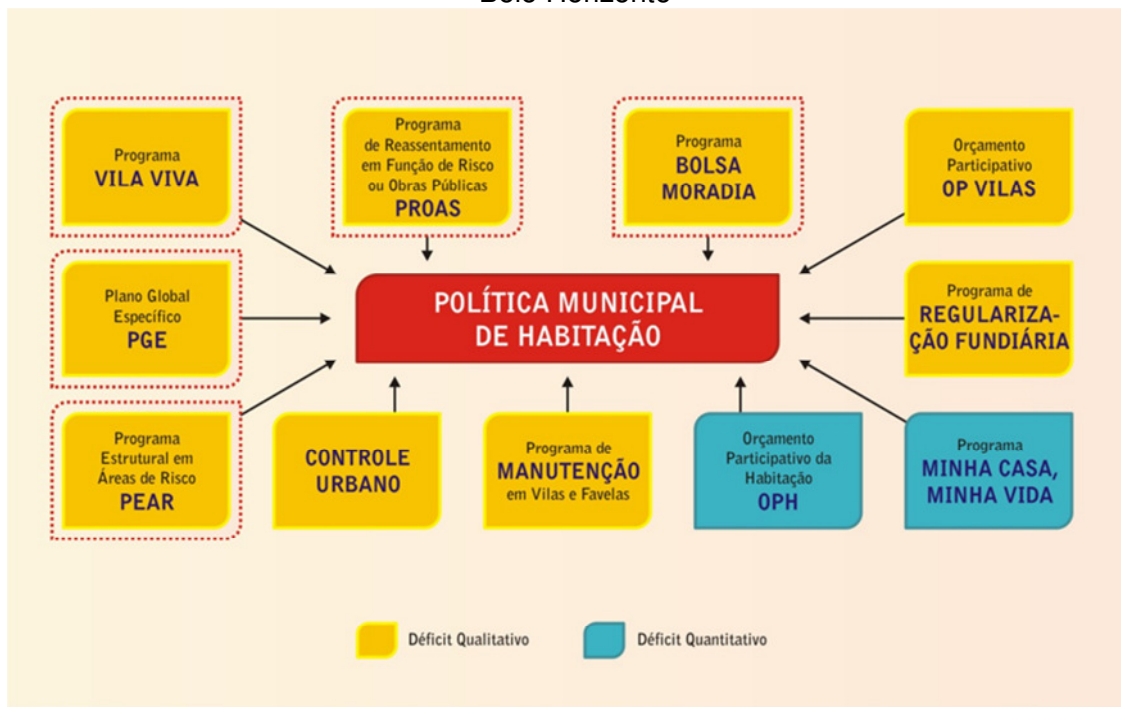 Belo Horizonte
Programa
VILA VIVA
Programa
de Reassentamento
em Função de Risco
ou Obras Públicas
PROAS
Programa
BOLSA
MORADIA
Orçamento
Participativo
OP VILAS
Plano Global
Específico
PGE
POLÍTICA MUNICIPAL
DE HABITAÇÃO
Programa de
REGULARIZA-
ÇÃO FUNDIÁRIA
Programa
Estrutural em
Áreas de Risco
PEAR
CONTROLE
URBANO
Programa de
MANUTENÇÃO
em Vilas e Favelas
Orçamento
Participativo da
Habitação
OPH
Programa
MINHA CASA,
MINHA VIDA
Déficit Qualitativo
Déficit Quantitativo